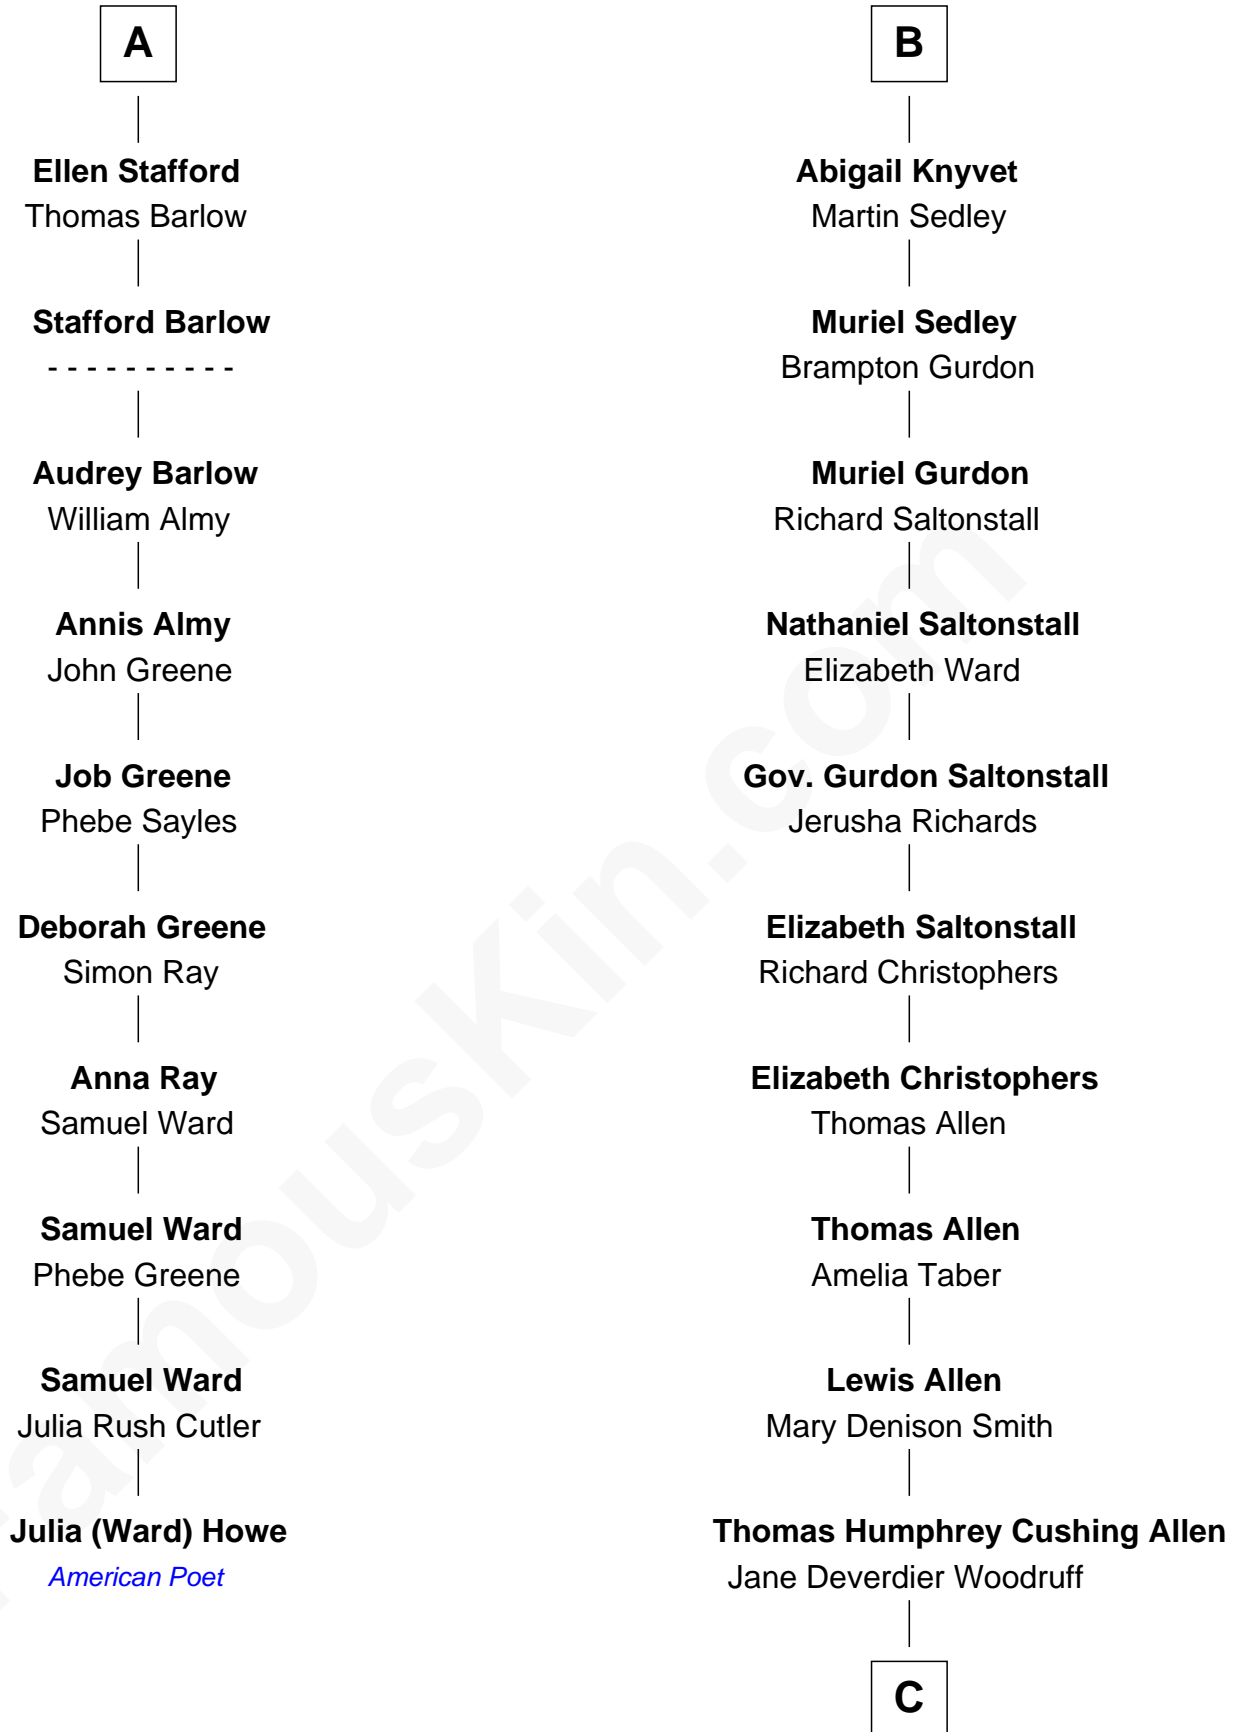 A
Ellen Stafford
Thomas Barlow
Stafford Barlow
- - - - - - - - - -
Audrey Barlow
William Almy
Annis Almy
John Greene
Job Greene
Phebe Sayles
Deborah Greene
Simon Ray
Anna Ray
Samuel Ward
Samuel Ward
Phebe Greene
Samuel Ward
Julia Rush Cutler
Julia (Ward) Howe
American Poet
B
Abigail Knyvet
Martin Sedley
Muriel Sedley
Brampton Gurdon
Muriel Gurdon
Richard Saltonstall
Nathaniel Saltonstall
Elizabeth Ward
Gov. Gurdon Saltonstall
Jerusha Richards
Elizabeth Saltonstall
Richard Christophers
Elizabeth Christophers
Thomas Allen
Thomas Allen
Amelia Taber
Lewis Allen
Mary Denison Smith
Thomas Humphrey Cushing Allen
Jane Deverdier Woodruff
C
FamousKin.com